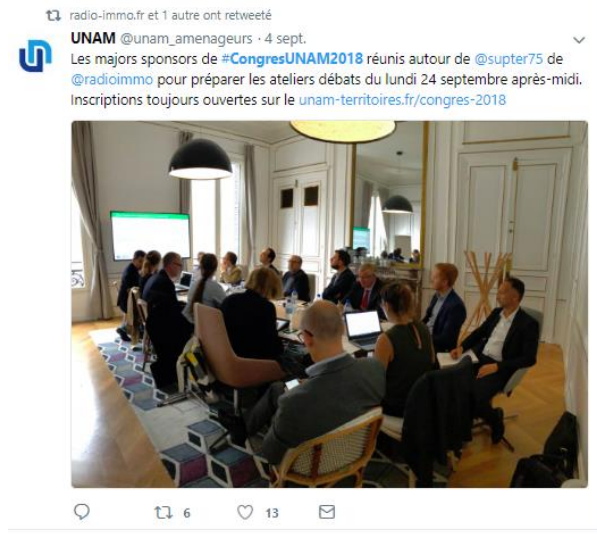 radio-immo.fr et 1 autre ont retweeté
UNAM @unam_amenageurs · 4 sept.
Les majors sponsors de #CongresUNAM2018 réunis autour de @supter75 de
@radioimmo pour préparer les ateliers débats du lundi 24 septembre après-midi.
Inscriptions toujours ouvertes sur le unam-territoires.fr/congres-2018
6 13